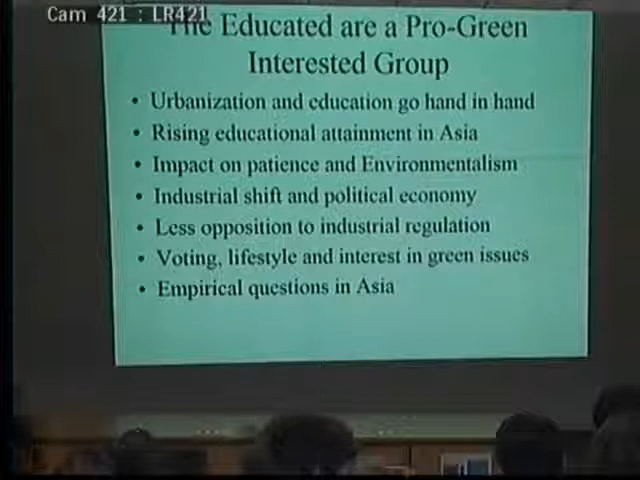 Cam 421 : LR421
The Educated are a Pro-Green
Interested Group
• Urbanization and education go hand in hand
• Rising educational attainment in Asia
• Impact on patience and Environmentalism
• Industrial shift and political economy
• Less opposition to industrial regulation
• Voting, lifestyle and interest in green issues
• Empirical questions in Asia